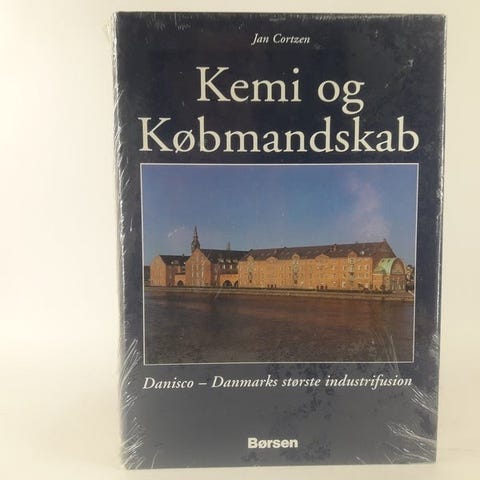 Jan Cortzen
Kemi og
Købmandskab
Danisco – Danmarks største industrifusion
Børsen